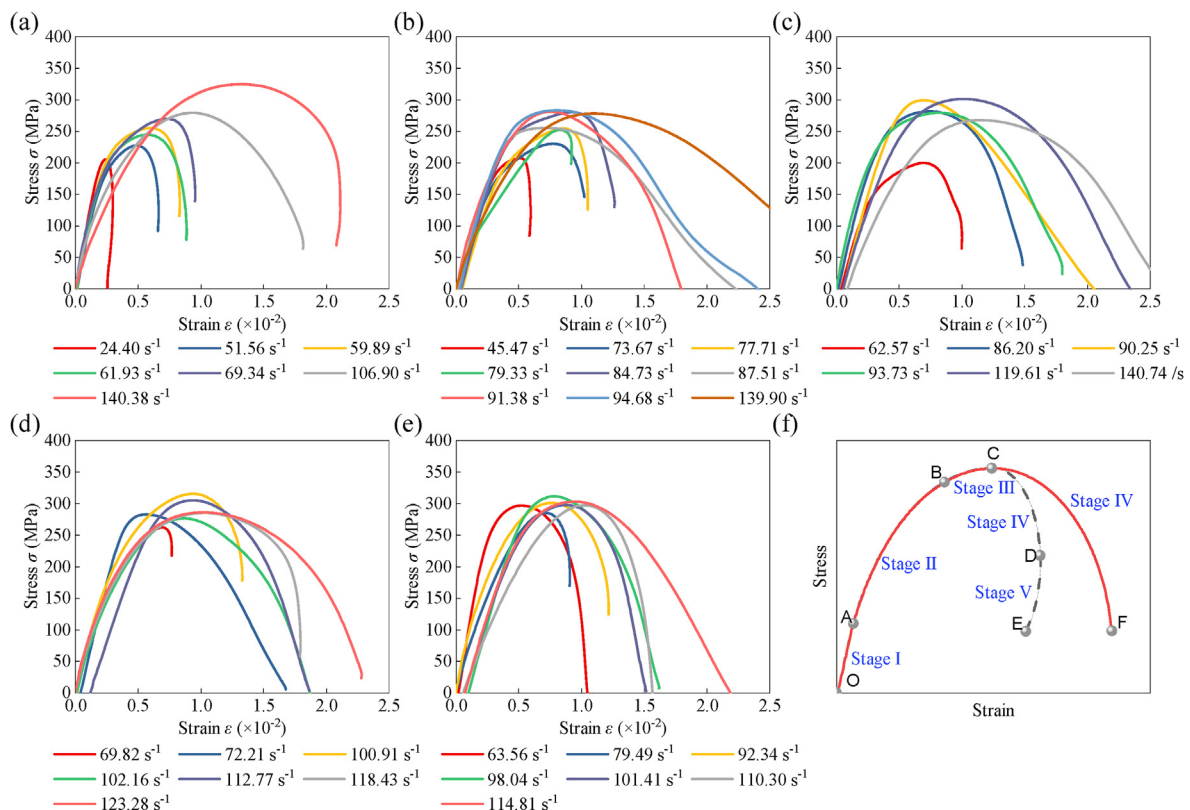 (a)
Stress σ (MPa)
400
350
300
250
200
150
100
50
0
0.0 0.5 1.0 1.5 2.0 2.5
Strain ε (×10⁻²)
24.40 s⁻¹ 51.56 s⁻¹ 59.89 s⁻¹
61.93 s⁻¹ 69.34 s⁻¹ 106.90 s⁻¹
140.38 s⁻¹
(b)
Stress σ (MPa)
400
350
300
250
200
150
100
50
0
0.0 0.5 1.0 1.5 2.0 2.5
Strain ε (×10⁻²)
45.47 s⁻¹ 73.67 s⁻¹ 77.71 s⁻¹
79.33 s⁻¹ 84.73 s⁻¹ 87.51 s⁻¹
91.38 s⁻¹ 94.68 s⁻¹ 139.90 s⁻¹
(c)
Stress σ (MPa)
400
350
300
250
200
150
100
50
0
0.0 0.5 1.0 1.5 2.0 2.5
Strain ε (×10⁻²)
62.57 s⁻¹ 86.20 s⁻¹ 90.25 s⁻¹
93.73 s⁻¹ 119.61 s⁻¹ 140.74 /s
(d)
Stress σ (MPa)
400
350
300
250
200
150
100
50
0
0.0 0.5 1.0 1.5 2.0 2.5
Strain ε (×10⁻²)
69.82 s⁻¹ 72.21 s⁻¹ 100.91 s⁻¹
102.16 s⁻¹ 112.77 s⁻¹ 118.43 s⁻¹
123.28 s⁻¹
(e)
Stress σ (MPa)
400
350
300
250
200
150
100
50
0
0.0 0.5 1.0 1.5 2.0 2.5
Strain ε (×10⁻²)
63.56 s⁻¹ 79.49 s⁻¹ 92.34 s⁻¹
98.04 s⁻¹ 101.41 s⁻¹ 110.30 s⁻¹
114.81 s⁻¹
(f)
Stress
C
B
Stage III
Stage IV
Stage IV
Stage II
D
Stage V
A
E
F
Stage I
O
Strain